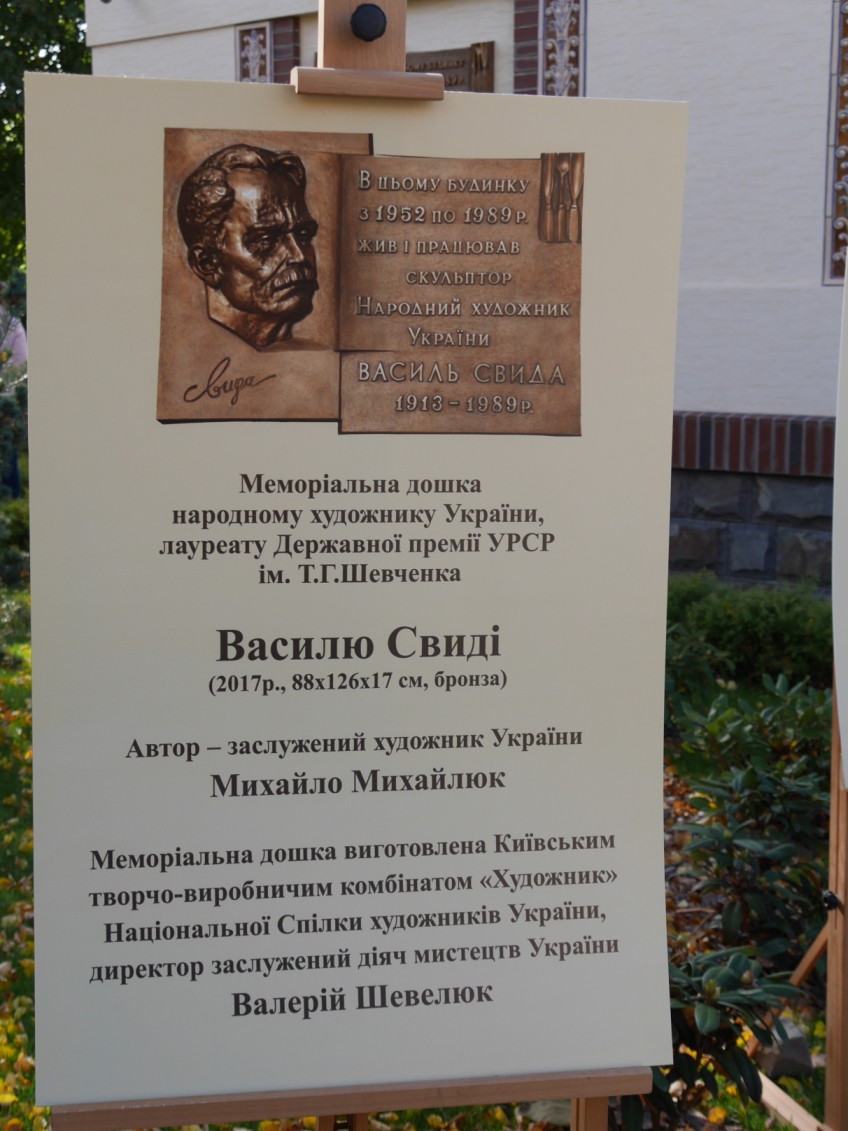 В цьому будинку
з 1952 по 1989 р.
жив і працював
скульптор
Народний художник
України
ВАСИЛЬ СВИДА
1913 – 1989 р.
Свида
Меморіальна дошка
народному художнику України,
лауреату Державної премії УРСР
ім. Т.Г.Шевченка
Василю Свиді
(2017р., 88х126х17 см, бронза)
Автор – заслужений художник України
Михайло Михайлюк
Меморіальна дошка виготовлена Київським
творчо-виробничим комбінатом «Художник»
Національної Спілки художників України,
директор заслужений діяч мистецтв України
Валерій Шевелюк